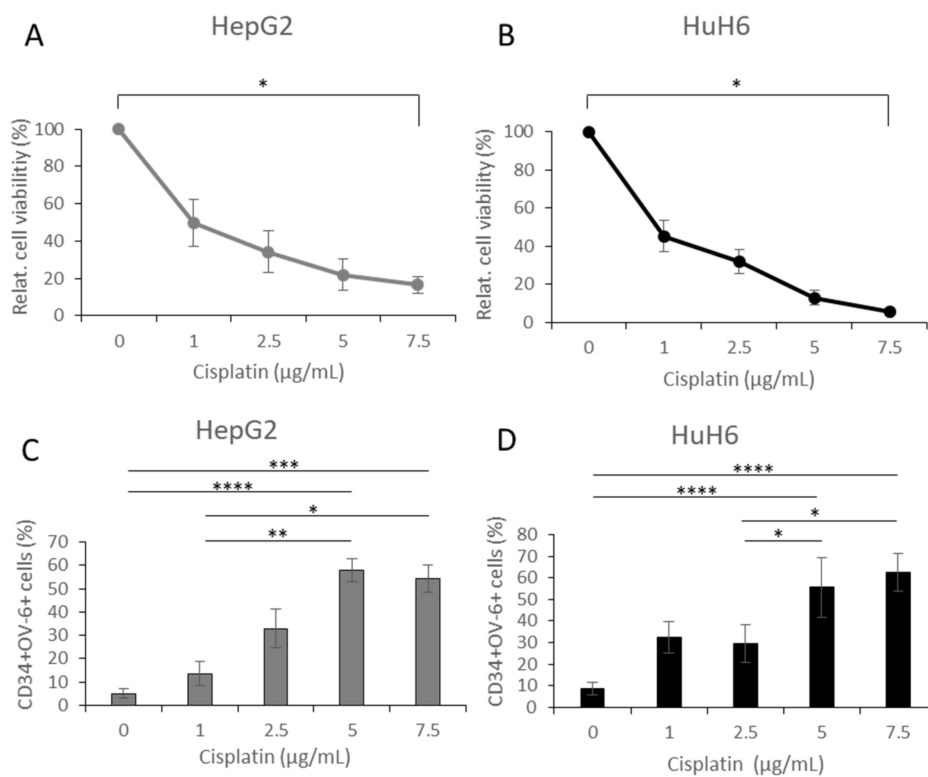 A
HepG2
*
Relat. cell viabilitiy (%)
100
80
60
40
20
0
0 1 2.5 5 7.5
Cisplatin (µg/mL)
B
HuH6
*
Relat. cell viability (%)
100
80
60
40
20
0
0 1 2.5 5 7.5
Cisplatin (µg/mL)
C
HepG2
***
****
*
**
CD34+OV-6+ cells (%)
70
60
50
40
30
20
10
0
0 1 2.5 5 7.5
Cisplatin (µg/mL)
D
HuH6
****
****
*
*
CD34+OV-6+ cells (%)
80
70
60
50
40
30
20
10
0
0 1 2.5 5 7.5
Cisplatin (µg/mL)